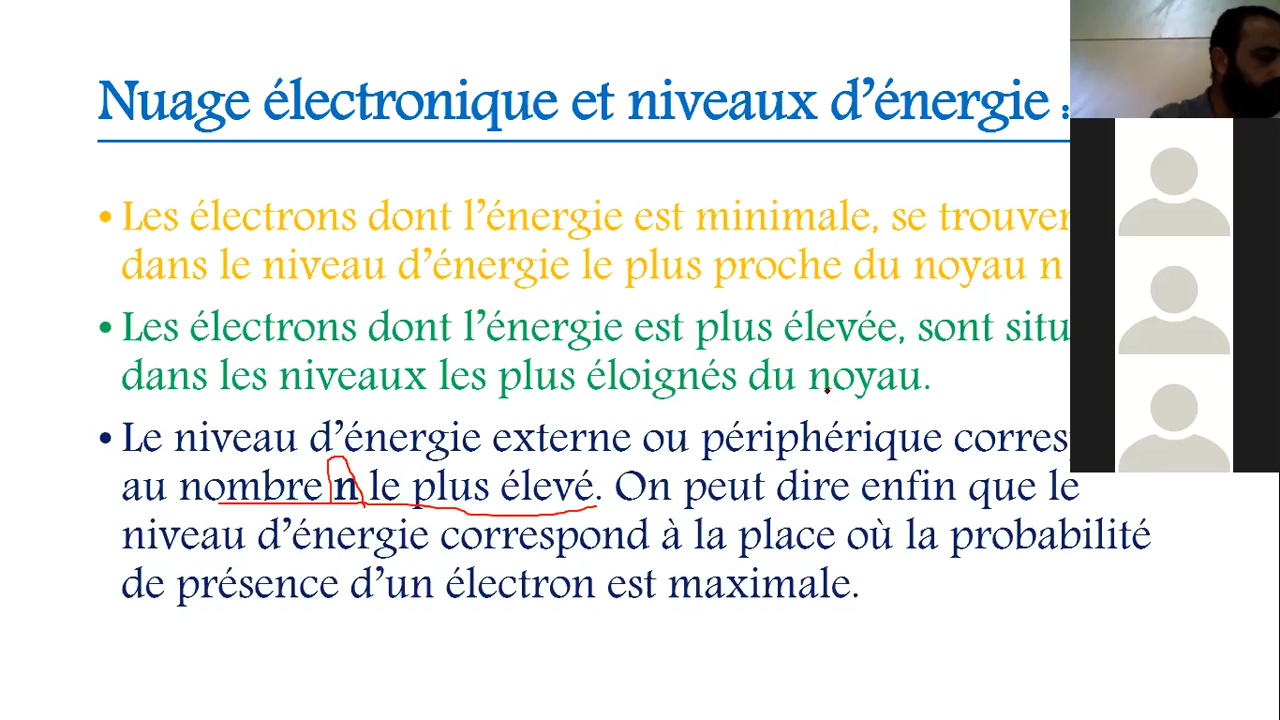 Nuage électronique et niveaux d’énergie :
• Les électrons dont l’énergie est minimale, se
dans le niveau d’énergie le plus proche du noyau n
• Les électrons dont l’énergie est plus élevée, sont
dans les niveaux les plus éloignés du noyau.
• Le niveau d’énergie externe ou périphérique
au nombre n le plus élevé. On peut dire enfin que le
niveau d’énergie correspond à la place où la probabilité
de présence d’un électron est maximale.